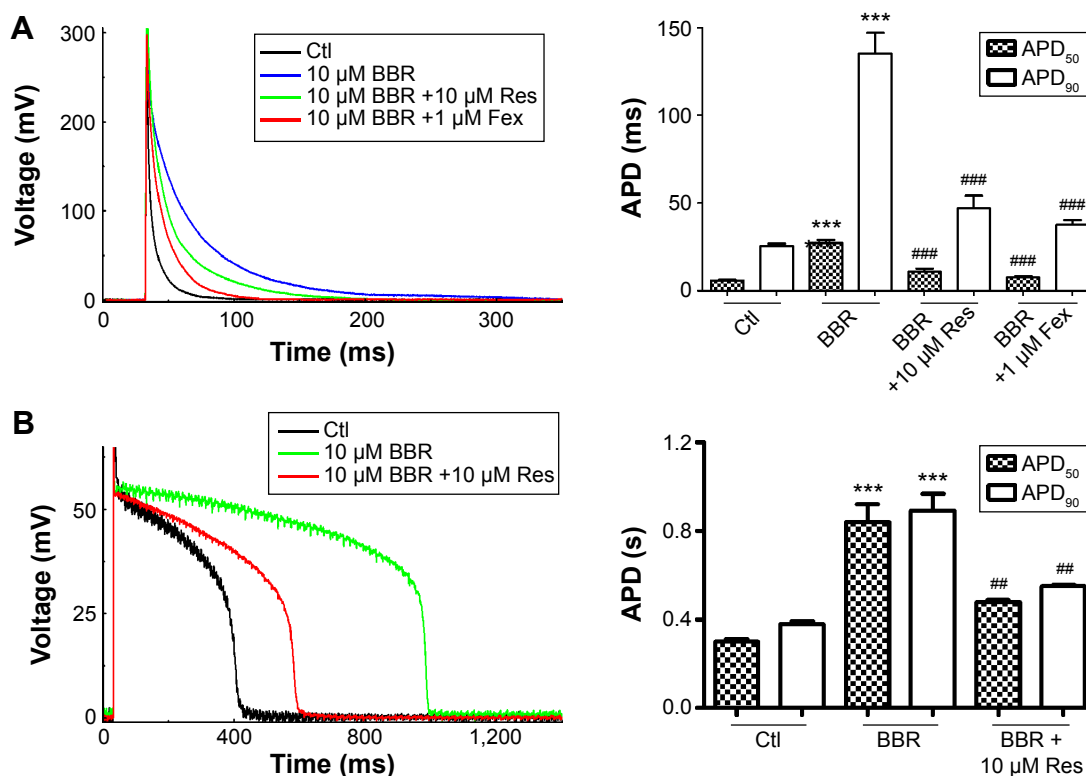 A
Voltage (mV)
300
200
100
0
0
100
200
300
Time (ms)
Ctl
10 µM BBR
10 µM BBR +10 µM Res
10 µM BBR +1 µM Fex
APD (ms)
150
100
50
0
***
***
***
###
###
###
###
APD50
APD90
Ctl
BBR
BBR
+10 µM Res
BBR
+1 µM Fex
B
Voltage (mV)
50
25
0
0
400
800
1,200
Time (ms)
Ctl
10 µM BBR
10 µM BBR +10 µM Res
APD (s)
1.2
0.8
0.4
0.0
***
***
##
##
APD50
APD90
Ctl
BBR
BBR +
10 µM Res